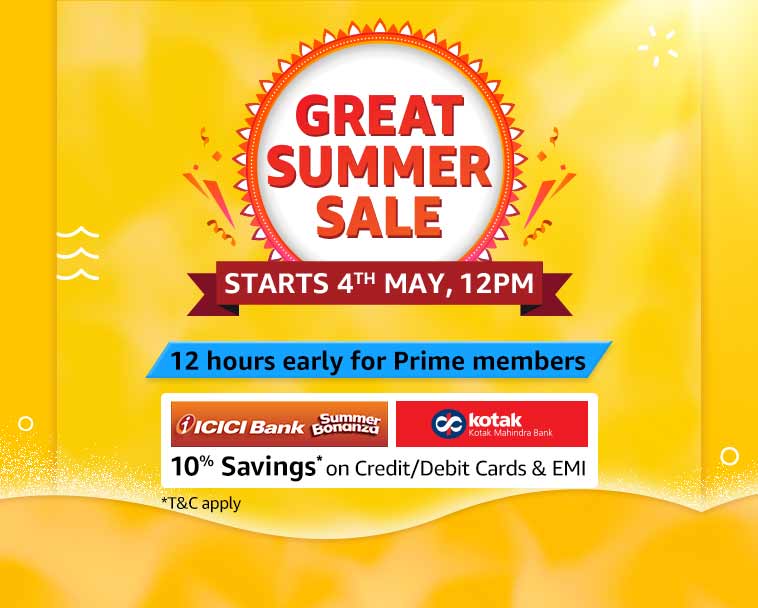 GREAT
SUMMER
SALE
STARTS 4TH MAY, 12PM
12 hours early for Prime members
ICICI Bank Summer Bonanza
kotak
Kotak Mahindra Bank
10% Savings* on Credit/Debit Cards & EMI
*T&C apply